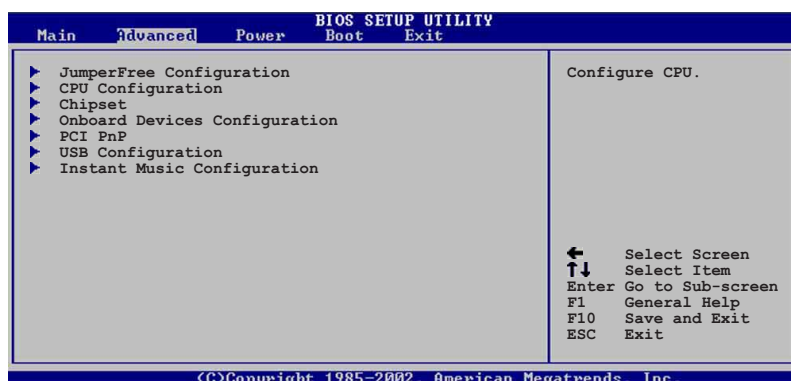 BIOS SETUP UTILITY
Main Advanced Power Boot Exit
JumperFree Configuration
CPU Configuration
Chipset
Onboard Devices Configuration
PCI PnP
USB Configuration
Instant Music Configuration
Configure CPU.
← Select Screen
↑↓ Select Item
Enter Go to Sub-screen
F1 General Help
F10 Save and Exit
ESC Exit
(C)Copyright 1985-2002, American Megatrends, Inc.